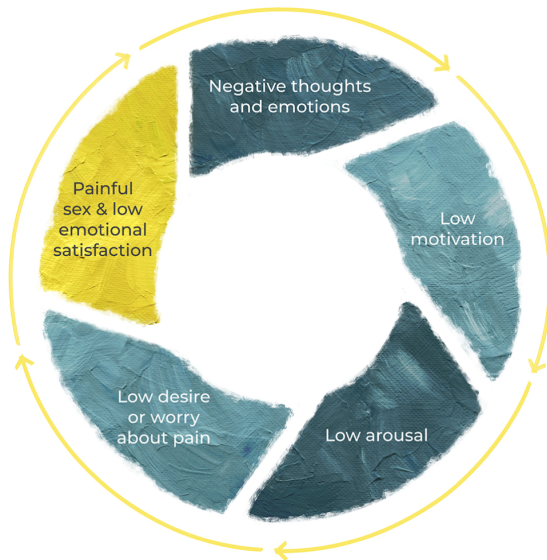 Negative thoughts
and emotions
Low
motivation
Low arousal
Low desire
or worry
about pain
Painful
sex & low
emotional
satisfaction